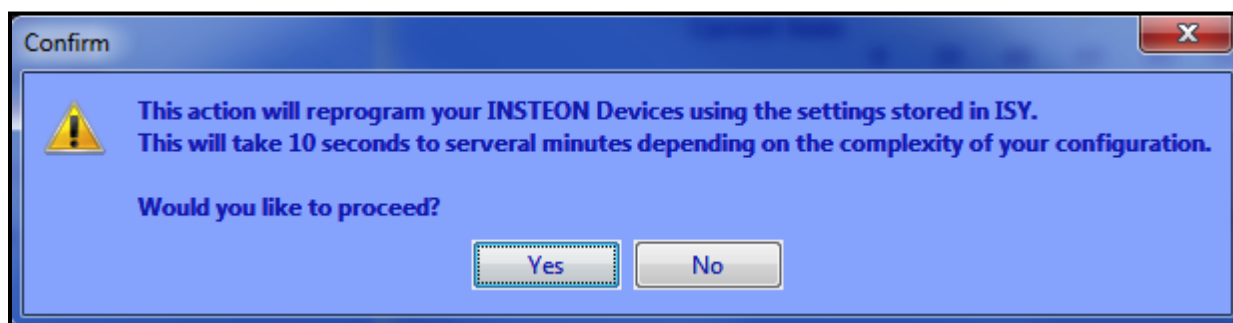 Confirm
This action will reprogram your INSTEON Devices using the settings stored in ISY.
This will take 10 seconds to serveral minutes depending on the complexity of your configuration.
Would you like to proceed?
Yes No